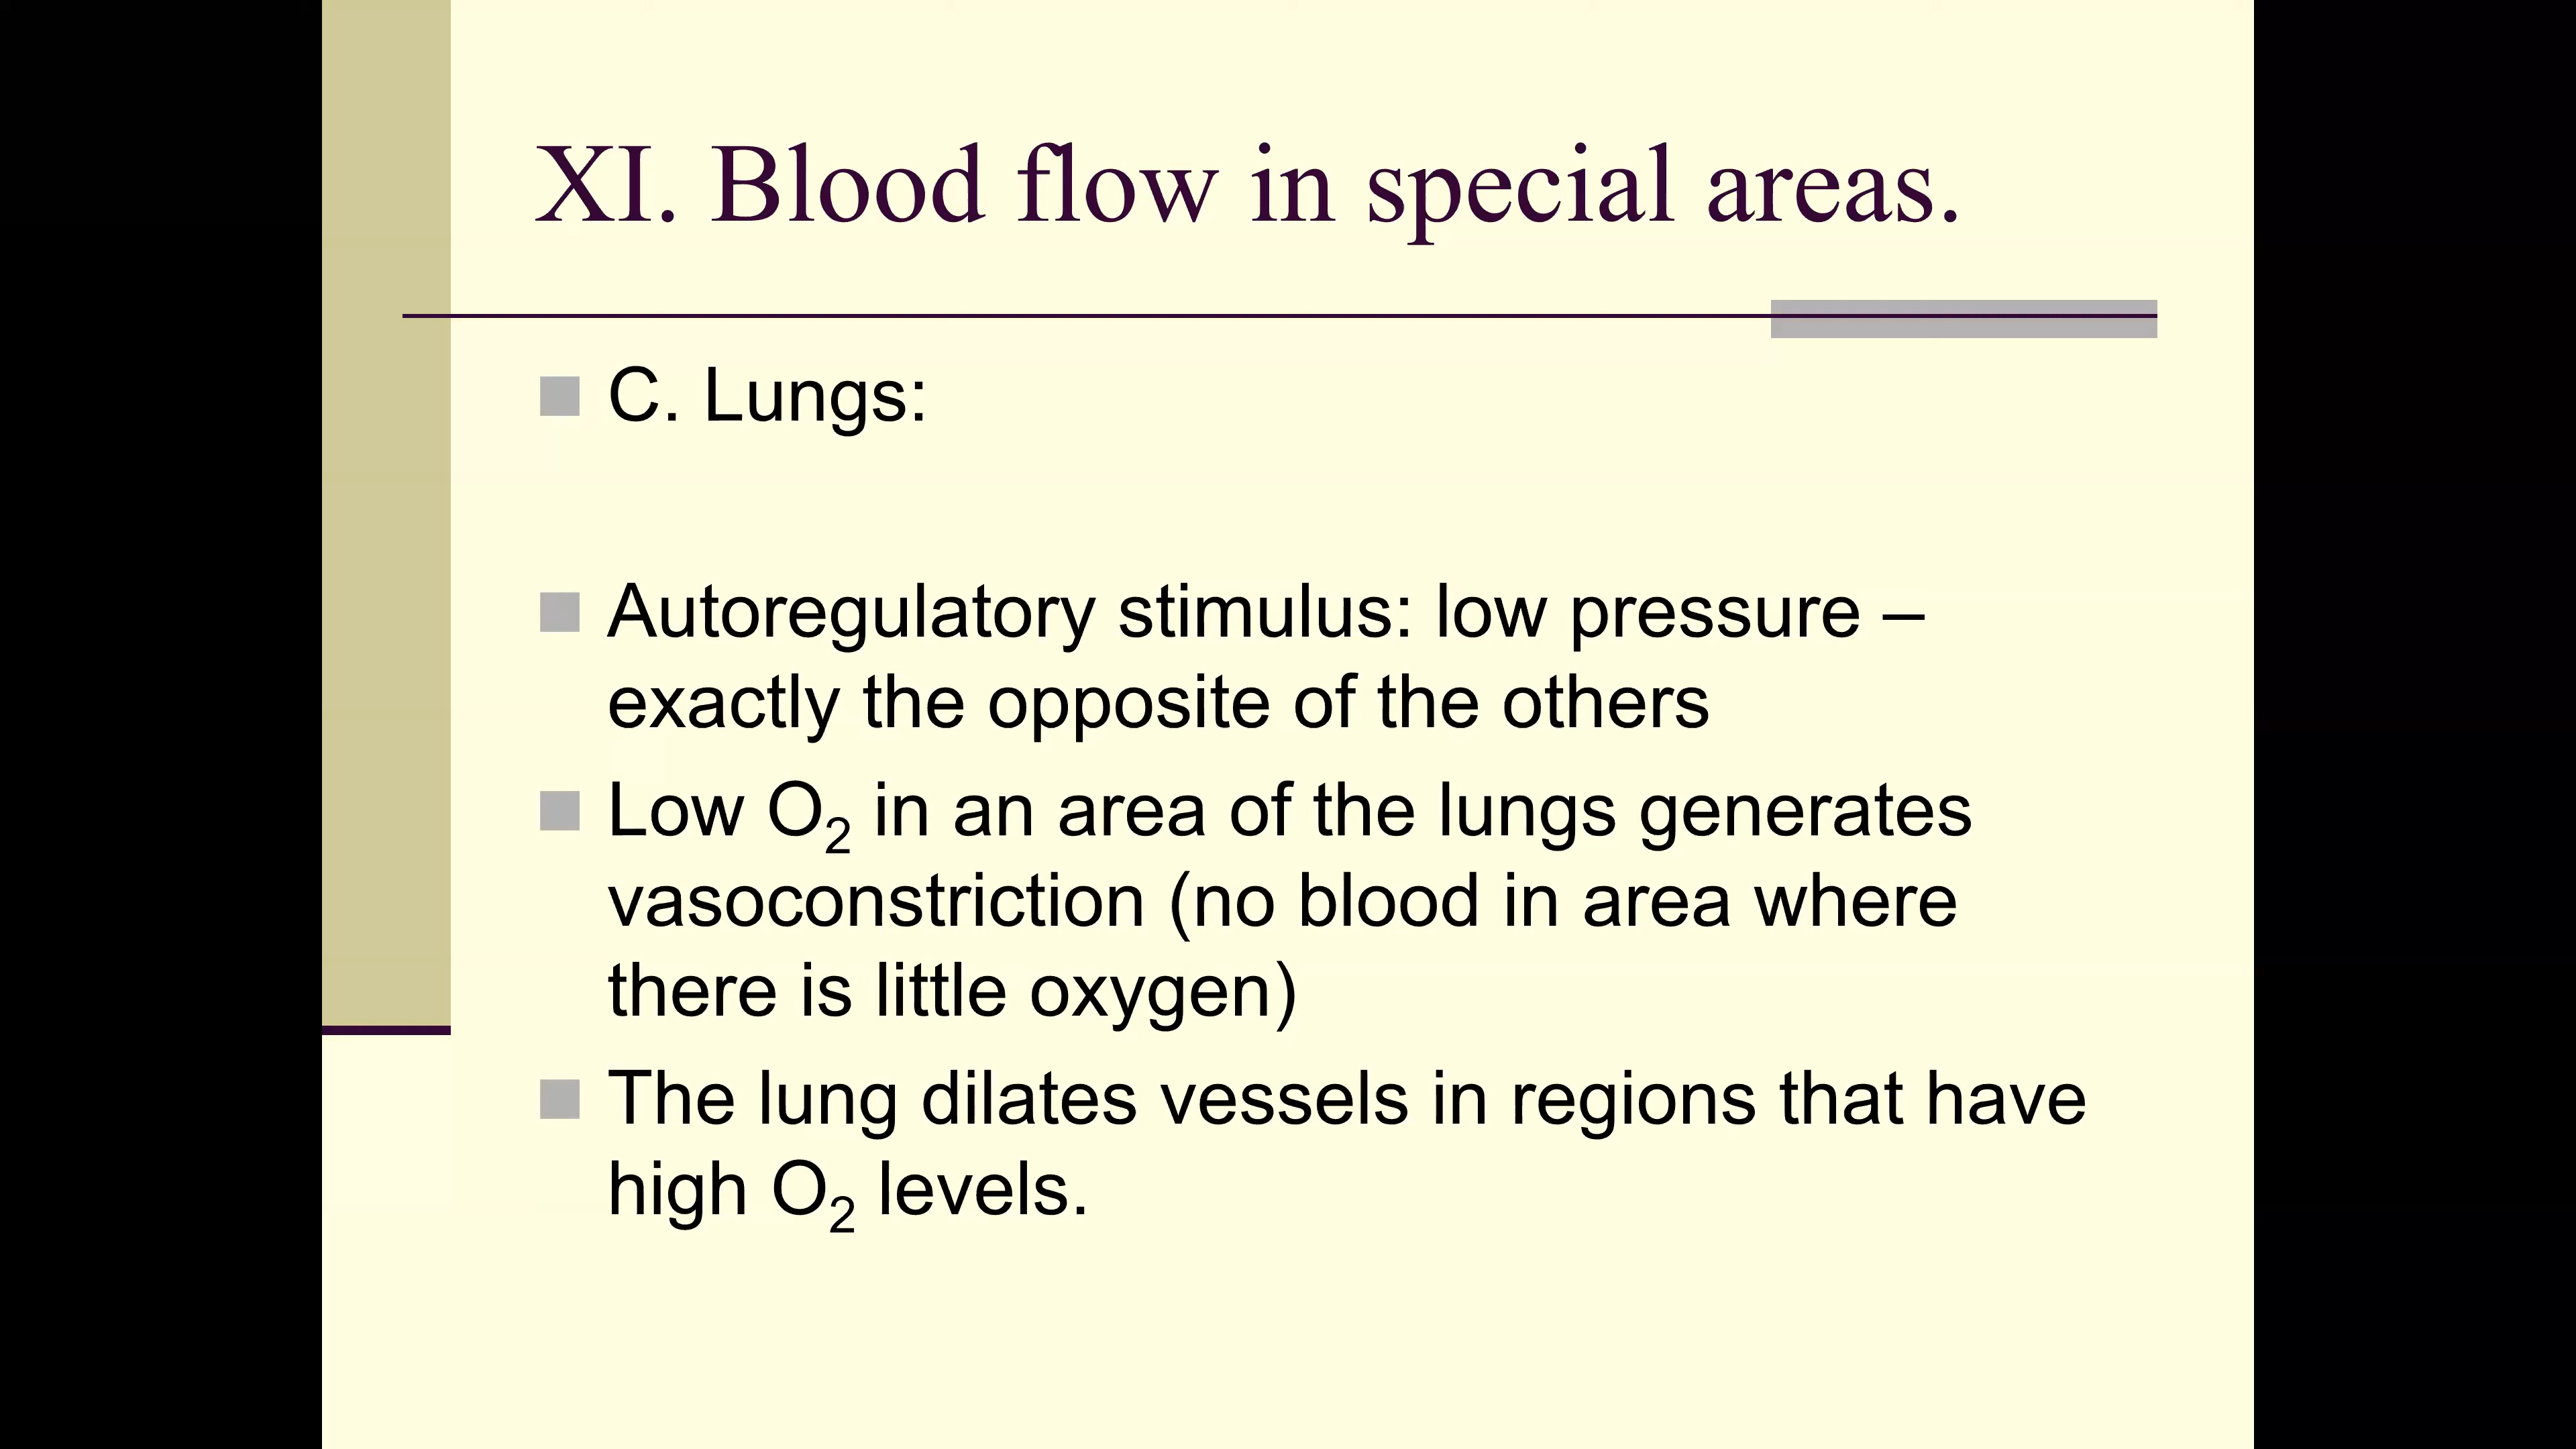 XI. Blood flow in special areas.
C. Lungs:
Autoregulatory stimulus: low pressure –
exactly the opposite of the others
Low O₂ in an area of the lungs generates
vasoconstriction (no blood in area where
there is little oxygen)
The lung dilates vessels in regions that have
high O₂ levels.